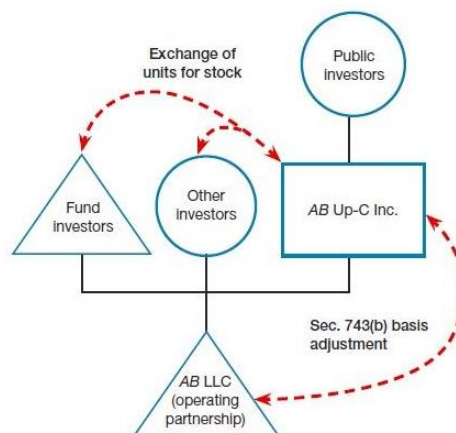 Exchange of
units for stock
Public
investors
Fund
investors
Other
investors
AB Up-C Inc.
Sec. 743(b) basis
adjustment
AB LLC
(operating
partnership)